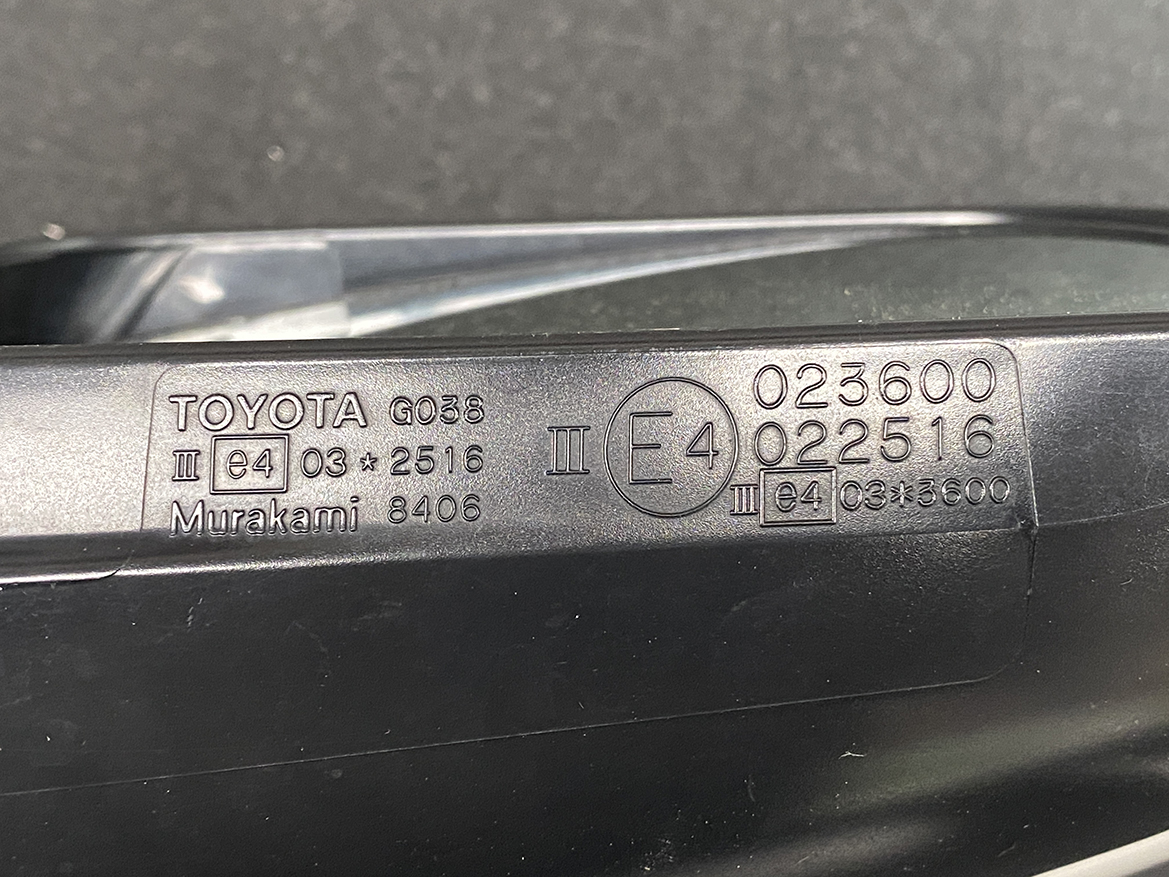 TOYOTA G038
III e4 03*2516
Murakami 8406
III E4
023600
022516
III e4 03*3600